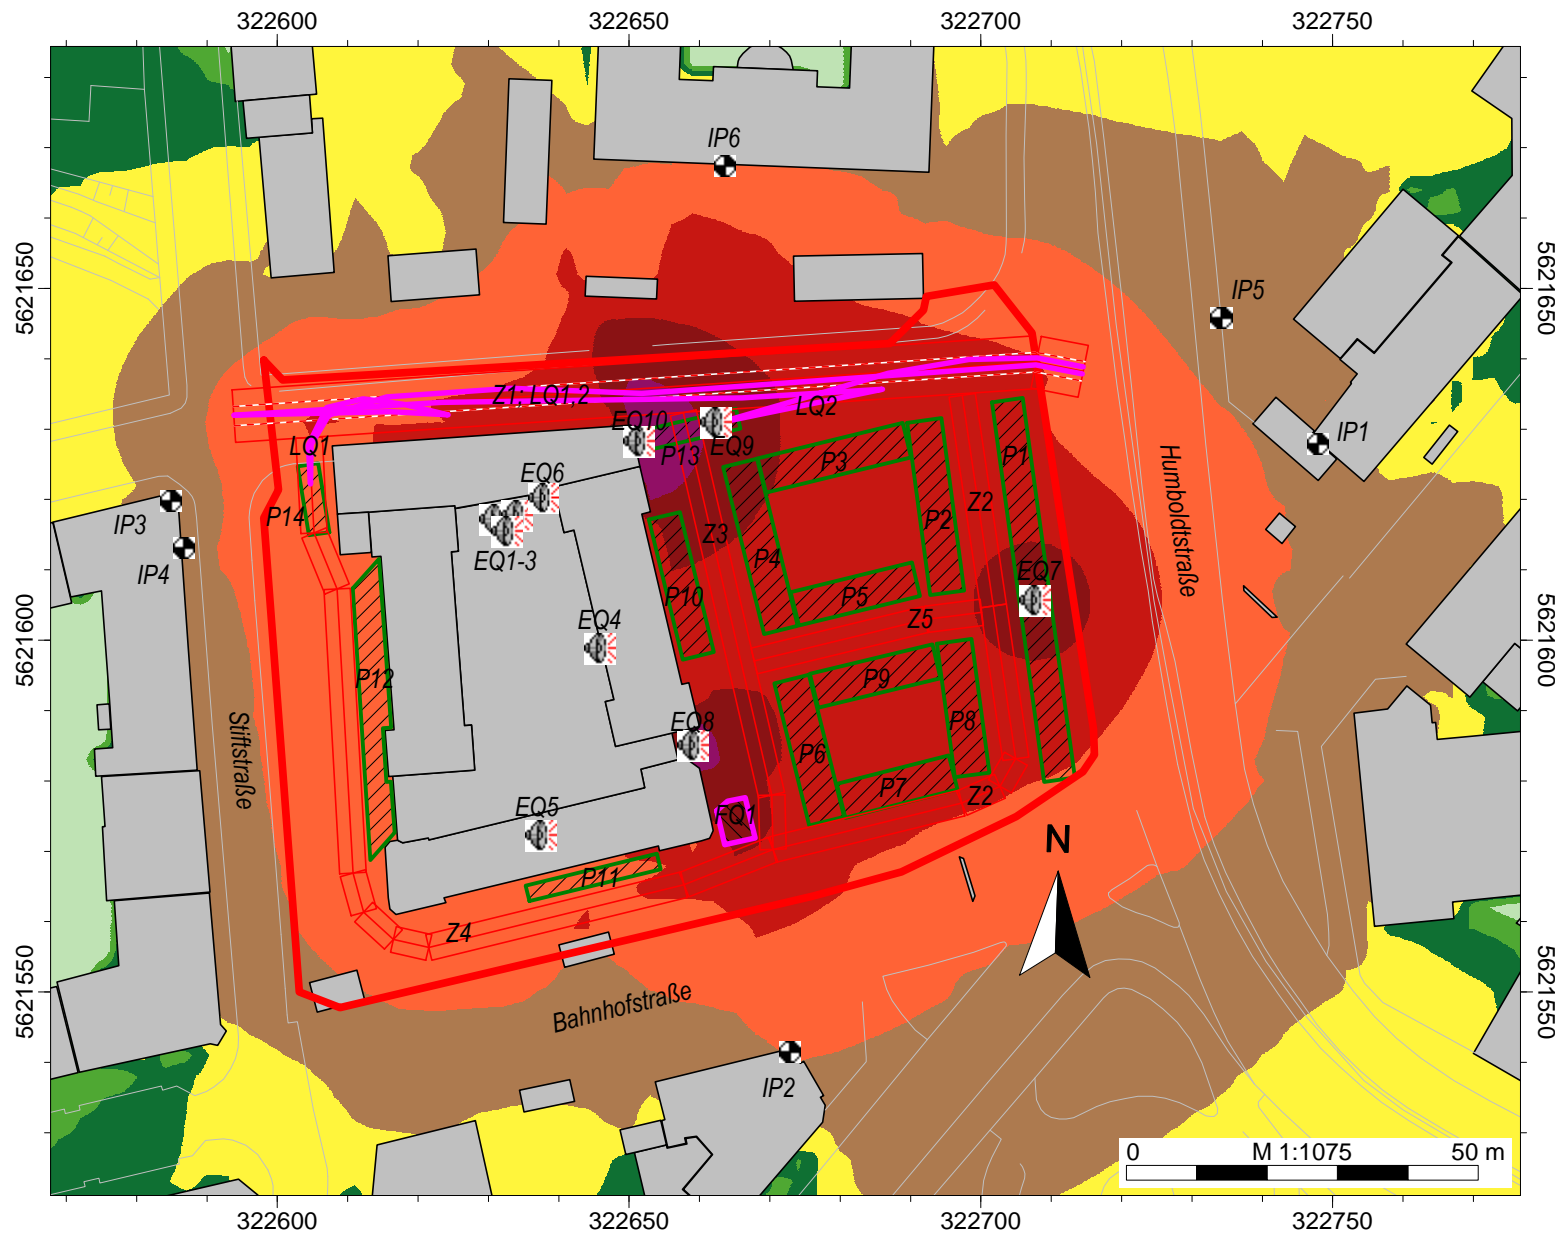 322600 322650 322700 322750
IP6
5621650
5621650
IP5
Z1; LQ1,2
LQ2
EQ10
EQ9
LQ1
P13
P3
P1
IP1
EQ6
Humboldtstraße
P14
IP3
P2
Z2
Z3
EQ1-3
P4
IP4
EQ7
P10
P5
5621600
5621600
EQ4
Z5
P12
P9
EQ8
P8
Stiftstraße
P6
P7
Z2
EQ5
FQ1
N
P11
Z4
5621550
5621550
Bahnhofstraße
IP2
0 M 1:1075 50 m
322600 322650 322700 322750